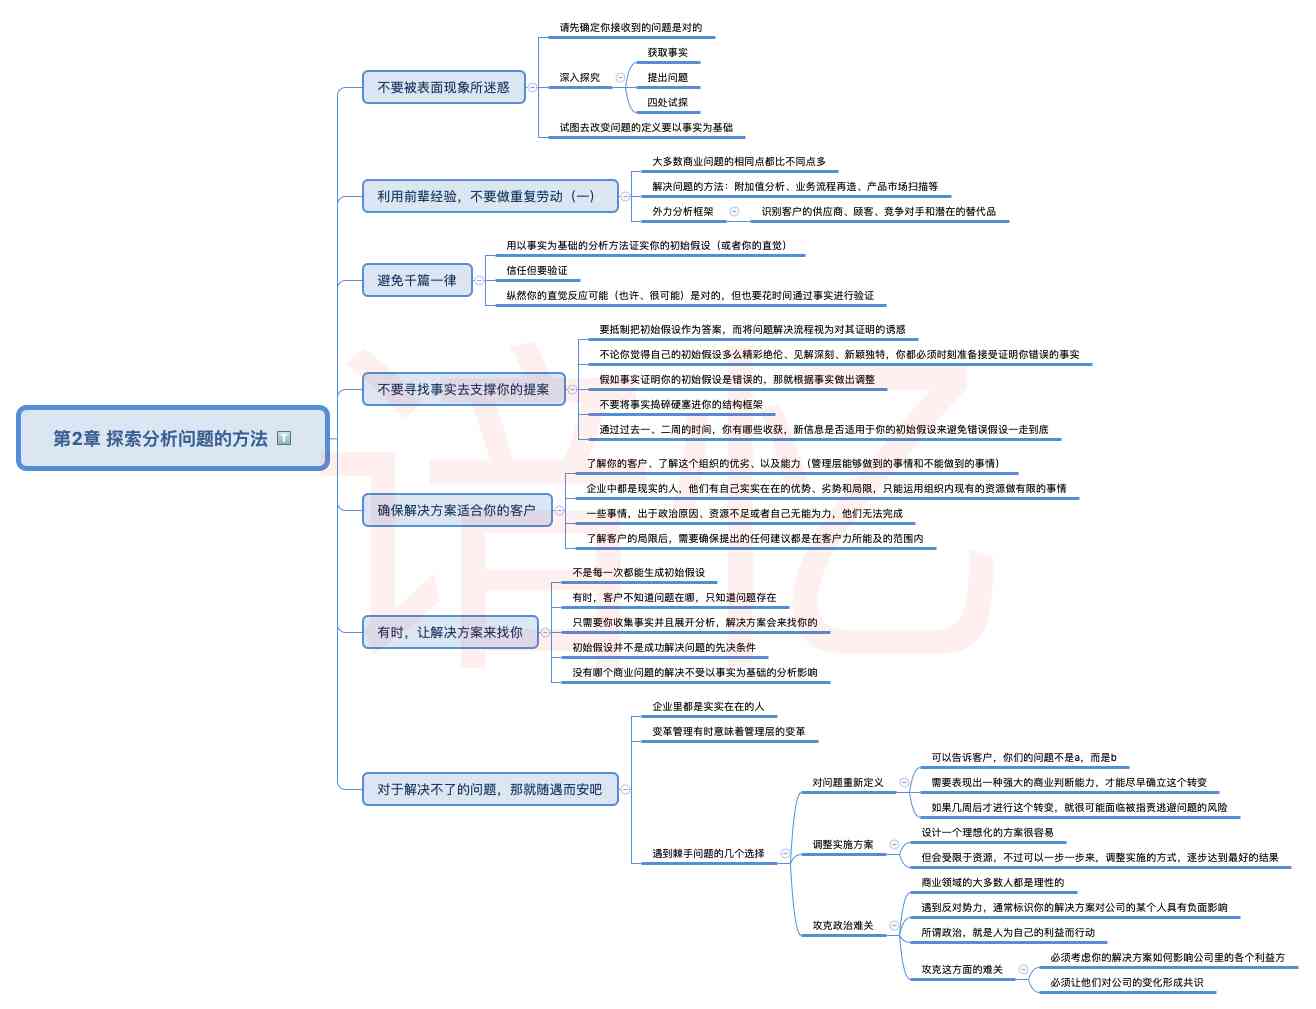 第2章 探索分析问题的方法
不要被表面现象所迷惑
请先确定你接收到的问题是对的
深入探究
获取事实
提出问题
四处试探
试图去改变问题的定义要以事实为基础
利用前辈经验，不要做重复劳动（一）
大多数商业问题的相同点都比不同点多
解决问题的方法：附加值分析、业务流程再造、产品市场扫描等
外力分析框架
识别客户的供应商、顾客、竞争对手和潜在的替代品
避免千篇一律
用以事实为基础的分析方法证实你的初始假设（或者你的直觉）
信任但要验证
纵然你的直觉反应可能（也许、很可能）是对的，但也要花时间通过事实进行验证
不要寻找事实去支撑你的提案
要抵制把初始假设作为答案，而将问题解决流程视为对其证明的诱惑
不论你觉得自己的初始假设多么精彩绝伦、见解深刻、新颖独特，你都必须时刻准备接受证明你错误的事实
假如事实证明你的初始假设是错误的，那就根据事实做出调整
不要将事实捣碎硬塞进你的结构框架
通过过去一、二周的时间，你有哪些收获，新信息是否适用于你的初始假设来避免错误假设一走到底
确保解决方案适合你的客户
了解你的客户、了解这个组织的优劣、以及能力（管理层能够做到的事情和不能做到的事情）
企业中都是现实的人，他们有自己实实在在的优势、劣势和局限，只能运用组织内现有的资源做有限的事情
一些事情，出于政治原因、资源不足或者自己无能为力，他们无法完成
了解客户的局限后，需要确保提出的任何建议都是在客户力所能及的范围内
有时，让解决方案来找你
不是每一次都能生成初始假设
有时，客户不知道问题在哪，只知道问题存在
只需要你收集事实并且展开分析，解决方案会来找你的
初始假设并不是成功解决问题的先决条件
没有哪个商业问题的解决不受以事实为基础的分析影响
对于解决不了的问题，那就随遇而安吧
企业里都是实实在在的人
变革管理有时意味着管理层的变革
遇到棘手问题的几个选择
对问题重新定义
可以告诉客户，你们的问题不是a，而是b
需要表现出一种强大的商业判断能力，才能尽早确立这个转变
如果几周后才进行这个转变，就很可能面临被指责逃避问题的风险
调整实施方案
设计一个理想化的方案很容易
但会受限于资源，不过可以一步一步来，调整实施的方式，逐步达到最好的结果
攻克政治难关
商业领域的大多数人都是理性的
遇到反对势力，通常标识你的解决方案对公司的某个人具有负面影响
所谓政治，就是人为自己的利益而行动
攻克这方面的难关
必须考虑你的解决方案如何影响公司里的各个利益方
必须让他们对公司的变化形成共识